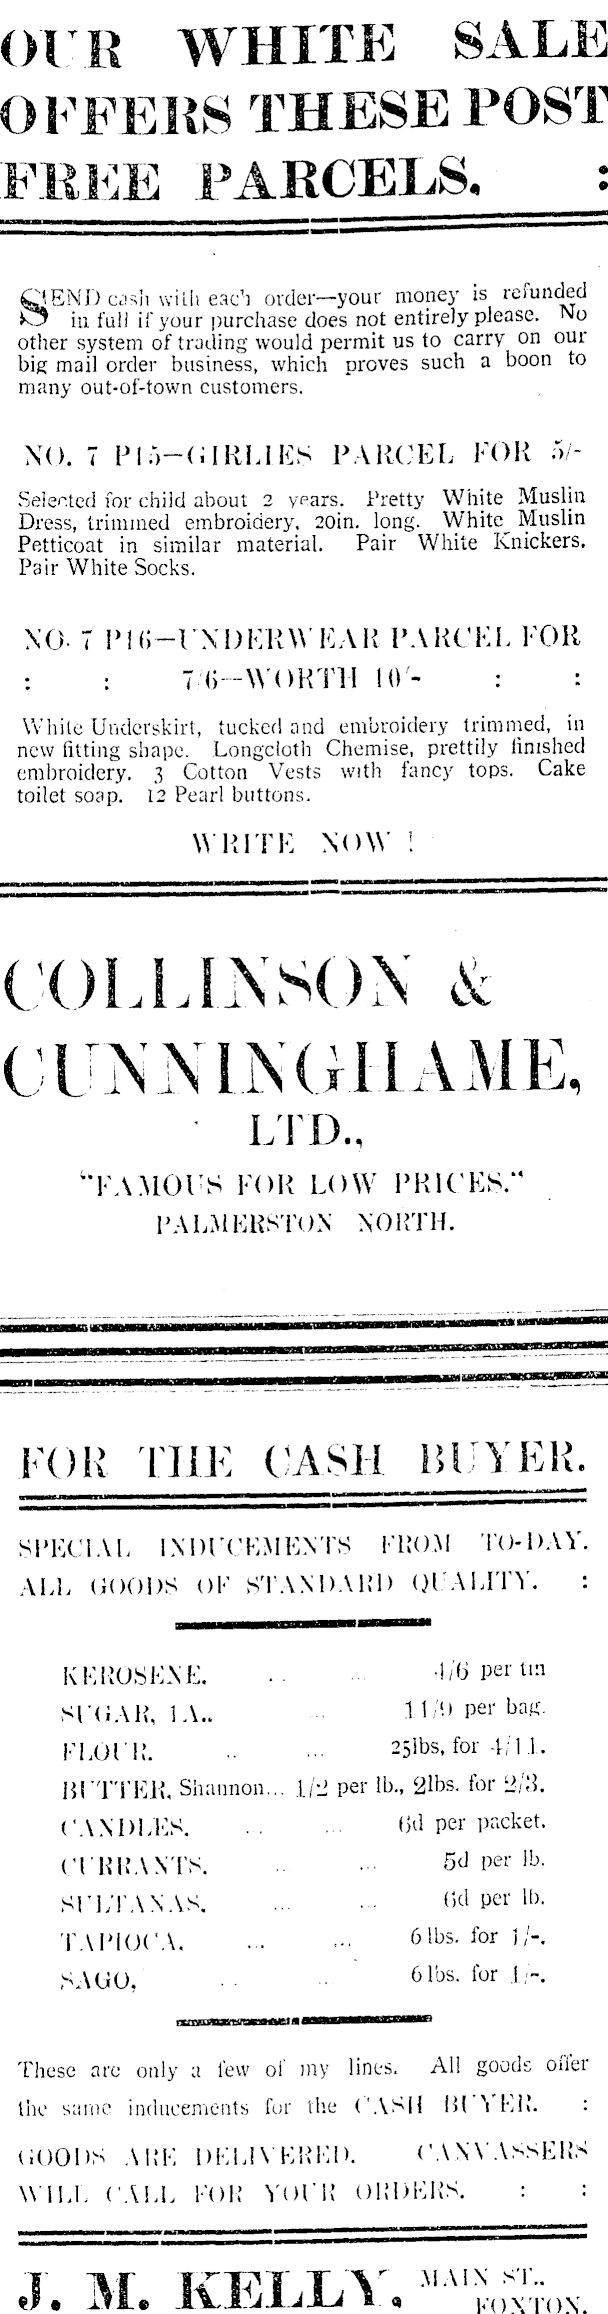 OUR WHITE SALE
OFFERS THESE POST
FREE PARCELS. :
SEND cash with each order—your money is refunded
in full if your purchase does not entirely please. No
other system of trading would permit us to carry on our
big mail order business, which proves such a boon to
many out-of-town customers.
NO. 7 P15—GIRLIES PARCEL FOR 5/-
Selected for child about 2 years. Pretty White Muslin
Dress, trimmed embroidery, 20in. long. White Muslin
Petticoat in similar material. Pair White Knickers.
Pair White Socks.
NO. 7 P16—UNDERWEAR PARCEL FOR
: : 7/6—WORTH 10/- : :
White Underskirt, tucked and embroidery trimmed, in
new fitting shape. Longcloth Chemise, prettily finished
embroidery. 3 Cotton Vests with fancy tops. Cake
toilet soap. 12 Pearl buttons.
WRITE NOW !
COLLINSON &
CUNNINGHAME,
LTD.,
"FAMOUS FOR LOW PRICES."
PALMERSTON NORTH.
FOR THE CASH BUYER.
SPECIAL INDUCEMENTS FROM TO-DAY.
ALL GOODS OF STANDARD QUALITY. :
KEROSENE. .. ... 4/6 per tin
SUGAR, 1A.. ... 11/9 per bag.
FLOUR. .. ... 25lbs, for 4/11.
BUTTER, Shannon... 1/2 per lb., 2lbs. for 2/3.
CANDLES. .. ... 6d per packet.
CURRANTS. .. ... 5d per lb.
SULTANAS. ... ... 6d per lb.
TAPIOCA. ... ... 6 lbs. for 1/-.
SAGO, .. .. 6 lbs. for 1/-.
These are only a few of my lines. All goods offer
the same inducements for the CASH BUYER. :
GOODS ARE DELIVERED. CANVASSERS
WILL CALL FOR YOUR ORDERS. : :
J. M. KELLY, MAIN ST.,
FOXTON.